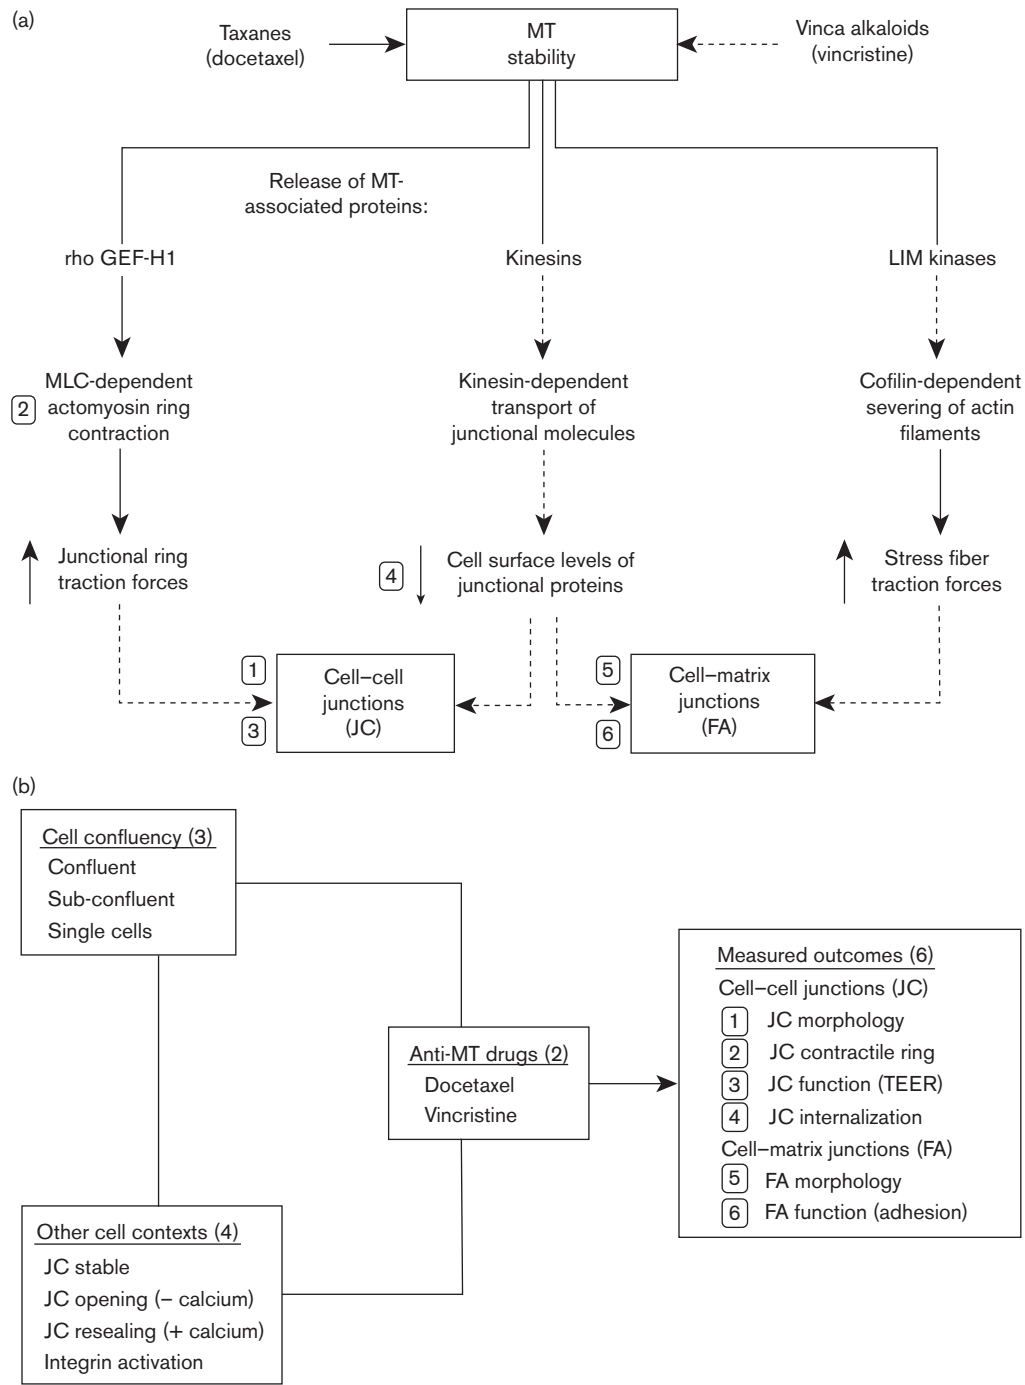 (a)
Taxanes
(docetaxel)
MT
stability
Vinca alkaloids
(vincristine)
Release of MT-
associated proteins:
rho GEF-H1
Kinesins
LIM kinases
2
MLC-dependent
actomyosin ring
contraction
Kinesin-dependent
transport of
junctional molecules
Cofilin-dependent
severing of actin
filaments
Junctional ring
traction forces
4
Cell surface levels of
junctional proteins
Stress fiber
traction forces
1
3
Cell–cell
junctions
(JC)
5
6
Cell–matrix
junctions
(FA)
(b)
Cell confluency (3)
Confluent
Sub-confluent
Single cells
Anti-MT drugs (2)
Docetaxel
Vincristine
Other cell contexts (4)
JC stable
JC opening (– calcium)
JC resealing (+ calcium)
Integrin activation
Measured outcomes (6)
Cell–cell junctions (JC)
1 JC morphology
2 JC contractile ring
3 JC function (TEER)
4 JC internalization
Cell–matrix junctions (FA)
5 FA morphology
6 FA function (adhesion)